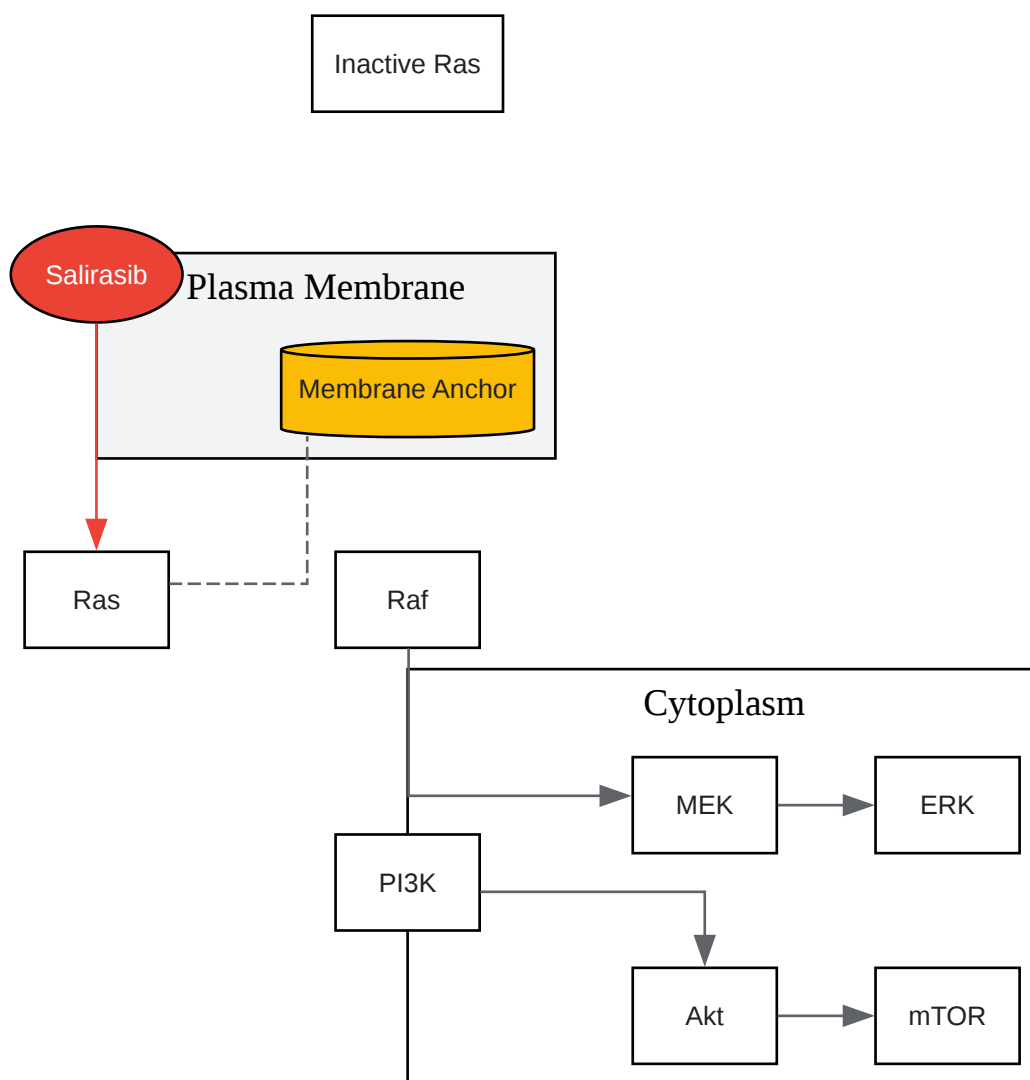 Inactive Ras
Salirasib
Plasma Membrane
Membrane Anchor
Ras
Raf
Cytoplasm
MEK
ERK
PI3K
Akt
mTOR